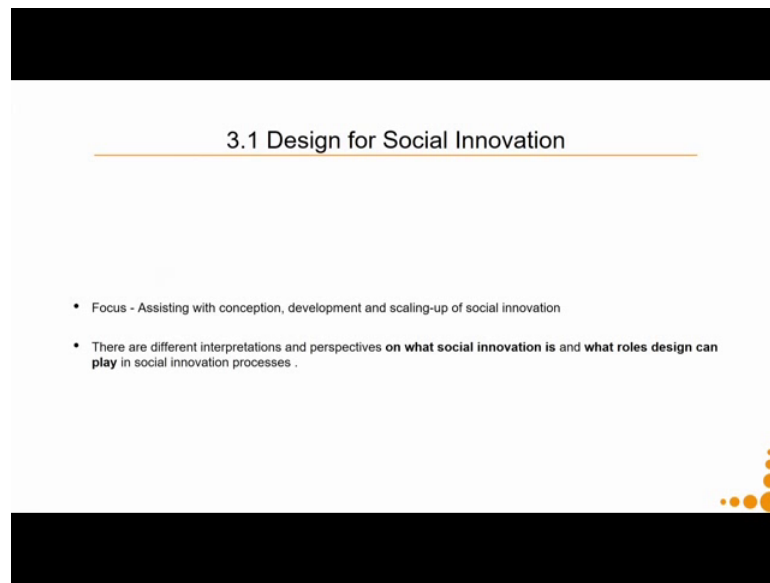 3.1 Design for Social Innovation
• Focus - Assisting with conception, development and scaling-up of social innovation
• There are different interpretations and perspectives on what social innovation is and what roles design can
play in social innovation processes .